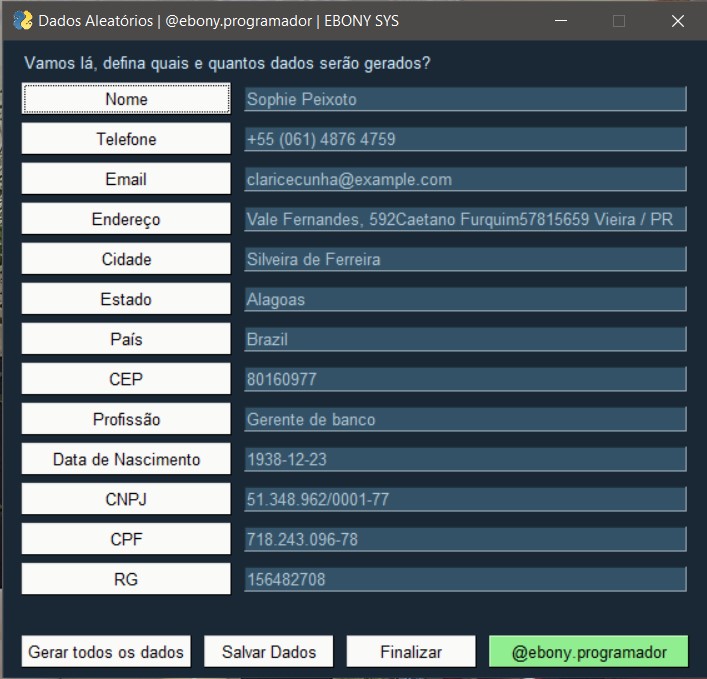 Dados Aleatórios | @ebony.programador | EBONY SYS
Vamos lá, defina quais e quantos dados serão gerados?
Nome Sophie Peixoto
Telefone +55 (061) 4876 4759
Email claricecunha@example.com
Endereço Vale Fernandes, 592Caetano Furquim57815659 Vieira / PR
Cidade Silveira de Ferreira
Estado Alagoas
País Brazil
CEP 80160977
Profissão Gerente de banco
Data de Nascimento 1938-12-23
CNPJ 51.348.962/0001-77
CPF 718.243.096-78
RG 156482708
Gerar todos os dados Salvar Dados Finalizar @ebony.programador